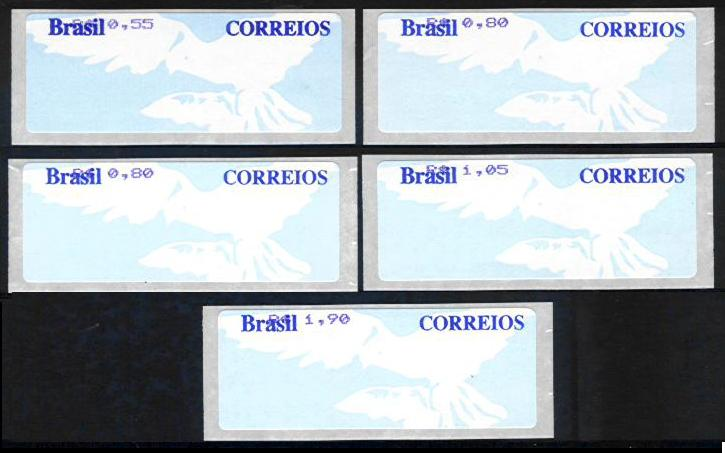 Brasil R$ 0,55 CORREIOS
Brasil R$ 0,80 CORREIOS
Brasil R$ 0,80 CORREIOS
Brasil R$ 1,05 CORREIOS
Brasil R$ 1,90 CORREIOS